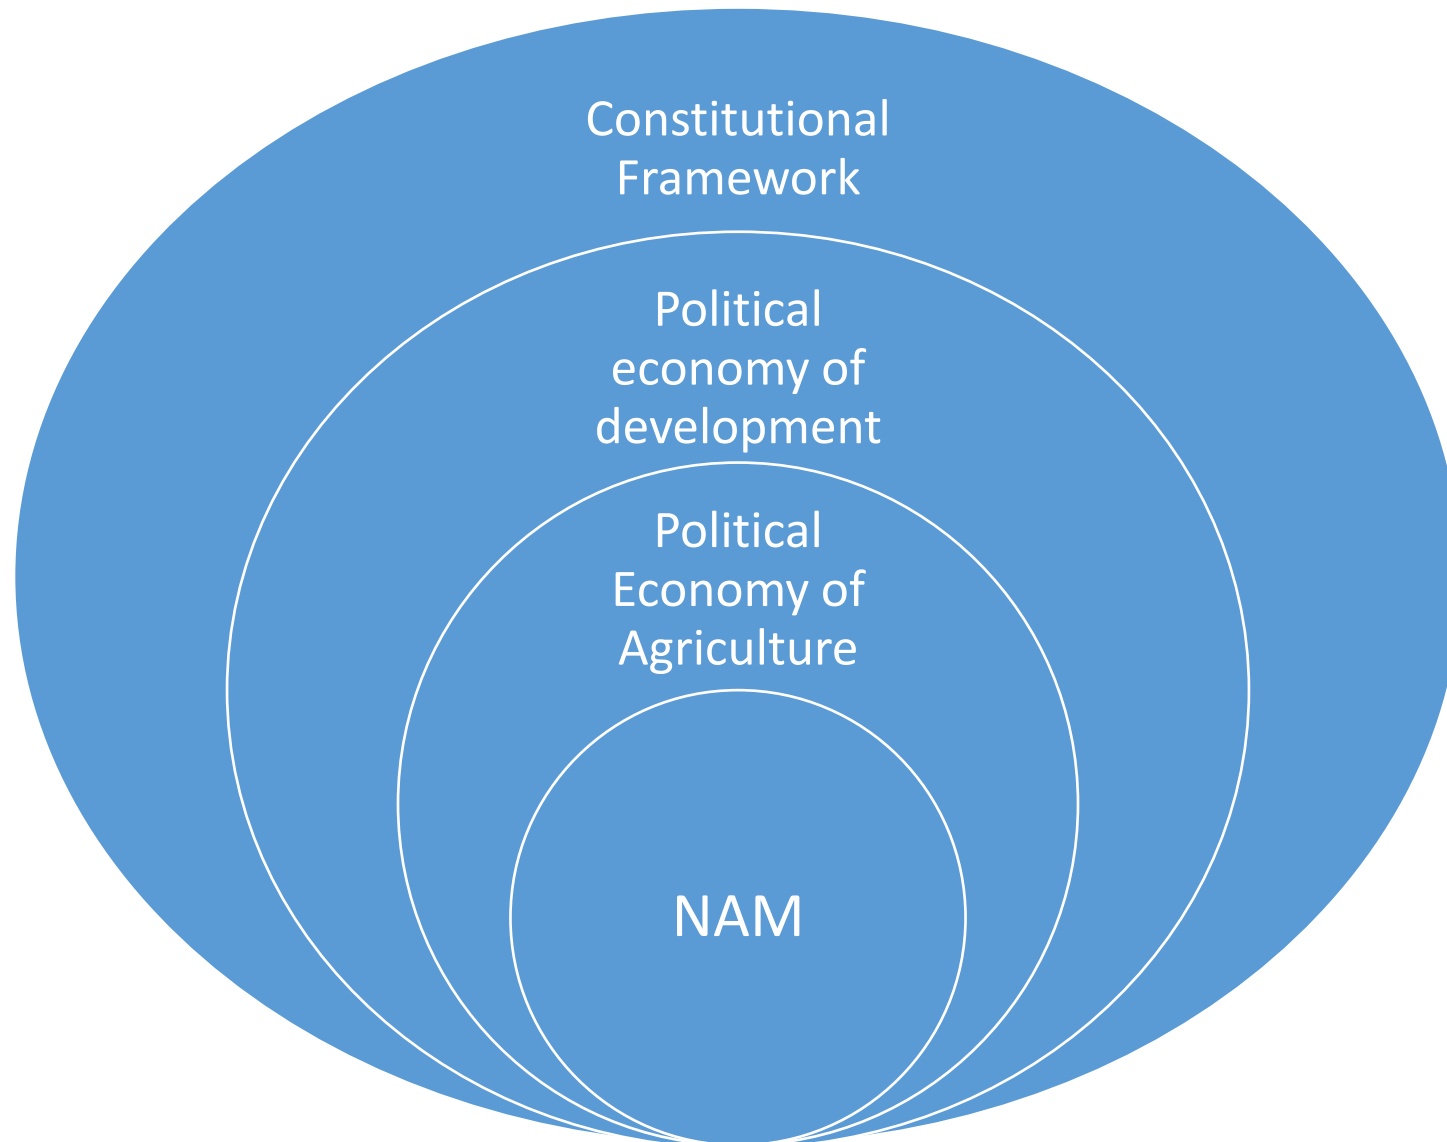 Constitutional
Framework
Political
economy of
development
Political
Economy of
Agriculture
NAM